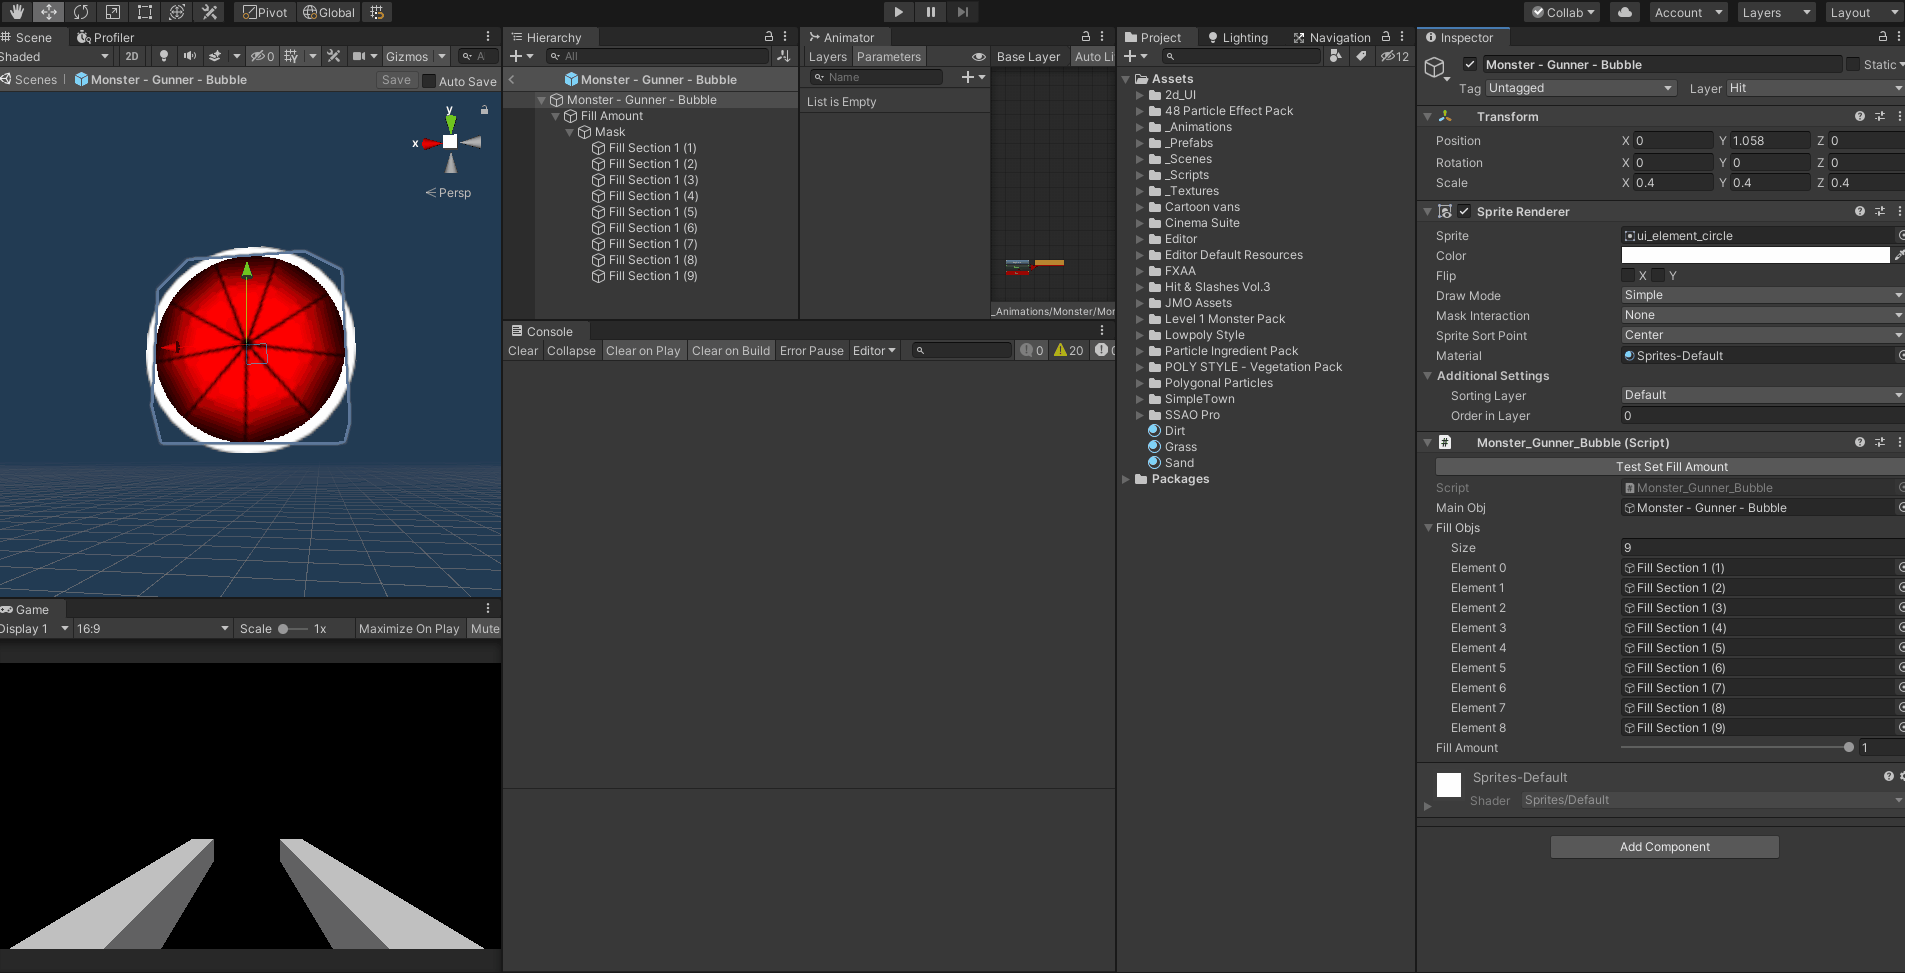 Pivot Global Collab Account Layers Layout
Scene Profiler
Shaded 2D 0 Gizmos
Scenes Monster - Gunner - Bubble Save Auto Save
y
x
Persp
Game
Display 1 16:9 Scale 1x Maximize On Play Mute
Hierarchy
All
Monster - Gunner - Bubble
Monster - Gunner - Bubble
Fill Amount
Mask
Fill Section 1 (1)
Fill Section 1 (2)
Fill Section 1 (3)
Fill Section 1 (4)
Fill Section 1 (5)
Fill Section 1 (6)
Fill Section 1 (7)
Fill Section 1 (8)
Fill Section 1 (9)
Animator
Layers Parameters Base Layer Auto Li
Name
List is Empty
_Animations/Monster/Mor
Console
Clear Collapse Clear on Play Clear on Build Error Pause Editor 0 20 0
Project Lighting Navigation
12
Assets
2d_UI
48 Particle Effect Pack
_Animations
_Prefabs
_Scenes
_Scripts
_Textures
Cartoon vans
Cinema Suite
Editor
Editor Default Resources
FXAA
Hit & Slashes Vol.3
JMO Assets
Level 1 Monster Pack
Lowpoly Style
Particle Ingredient Pack
POLY STYLE - Vegetation Pack
Polygonal Particles
SimpleTown
SSAO Pro
Dirt
Grass
Sand
Packages
Inspector
Monster - Gunner - Bubble Static
Tag Untagged Layer Hit
Transform
Position X 0 Y 1.058 Z 0
Rotation X 0 Y 0 Z 0
Scale X 0.4 Y 0.4 Z 0.4
Sprite Renderer
Sprite ui_element_circle
Color
Flip X Y
Draw Mode Simple
Mask Interaction None
Sprite Sort Point Center
Material Sprites-Default
Additional Settings
Sorting Layer Default
Order in Layer 0
# Monster_Gunner_Bubble (Script)
Test Set Fill Amount
Script Monster_Gunner_Bubble
Main Obj Monster - Gunner - Bubble
Fill Objs
Size 9
Element 0 Fill Section 1 (1)
Element 1 Fill Section 1 (2)
Element 2 Fill Section 1 (3)
Element 3 Fill Section 1 (4)
Element 4 Fill Section 1 (5)
Element 5 Fill Section 1 (6)
Element 6 Fill Section 1 (7)
Element 7 Fill Section 1 (8)
Element 8 Fill Section 1 (9)
Fill Amount 1
Sprites-Default
Shader Sprites/Default
Add Component